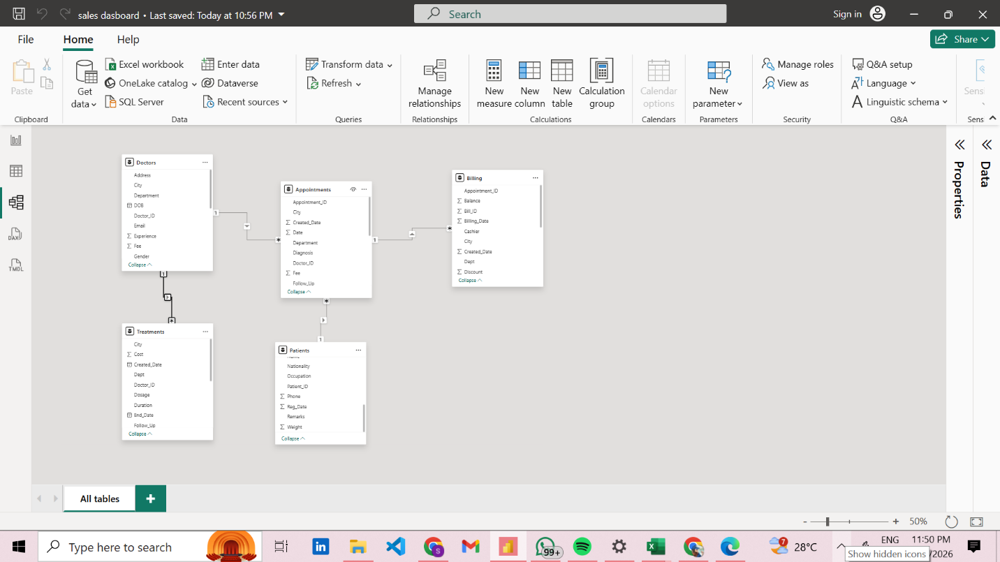 sales dasboard • Last saved: Today at 10:56 PM
Search
Sign in
File
Home
Help
Share
Paste
Clipboard
Get data
Excel workbook
OneLake catalog
SQL Server
Enter data
Dataverse
Recent sources
Data
Transform data
Refresh
Queries
Manage relationships
Relationships
New measure
New column
New table
Calculation group
Calculations
Calendar options
Calendars
New parameter
Parameters
Manage roles
View as
Security
Q&A setup
Language
Linguistic schema
Q&A
Sensi
Sens
DAX
TMDL
Doctors
Address
City
Department
DOB
Doctor_ID
Email
Experience
Fee
Gender
Collapse
1
*
Appointments
Appointment_ID
City
Created_Date
Date
Department
Diagnosis
Doctor_ID
Fee
Follow_Up
Collapse
1
*
Billing
Appointment_ID
Balance
Bill_ID
Billing_Date
Cashier
City
Created_Date
Dept
Discount
Collapse
1
*
Treatments
City
Cost
Created_Date
Dept
Doctor_ID
Dosage
Duration
End_Date
Follow_Up
Collapse
*
1
Patients
Nationality
Occupation
Patient_ID
Phone
Reg_Date
Remarks
Weight
Collapse
Properties
Data
All tables
+
- + 50%
Type here to search
99+
7
28°C
ENG
11:50 PM
/2026
Show hidden icons